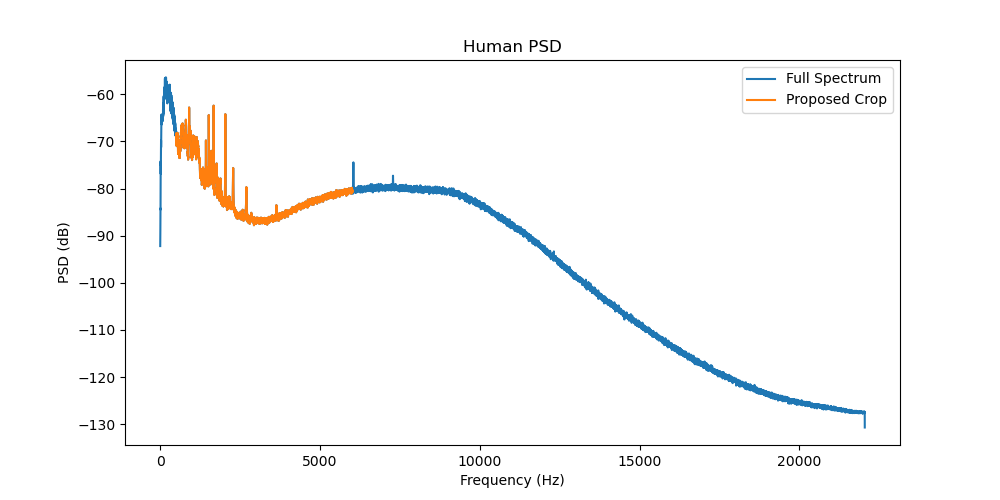 Human PSD
Full Spectrum
Proposed Crop
PSD (dB)
−60
−70
−80
−90
−100
−110
−120
−130
0
5000
10000
15000
20000
Frequency (Hz)